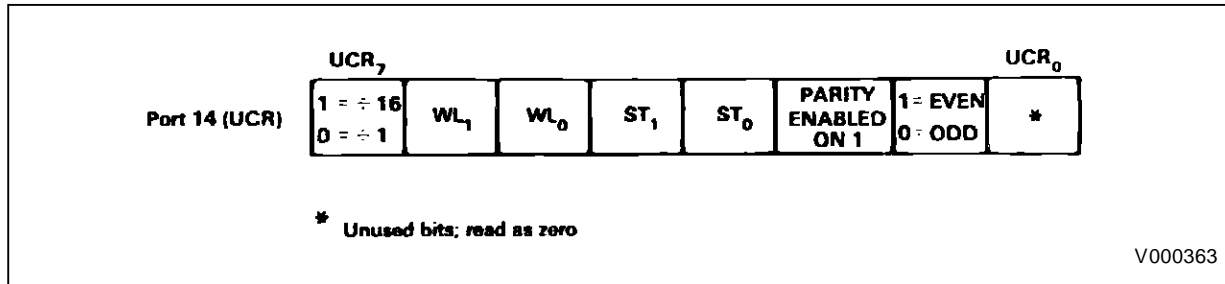 UCR7 UCR0
Port 14 (UCR) 1 = ÷ 16 0 = ÷ 1 WL1 WL0 ST1 ST0 PARITY ENABLED ON 1 1 = EVEN 0 = ODD *
* Unused bits; read as zero
V000363